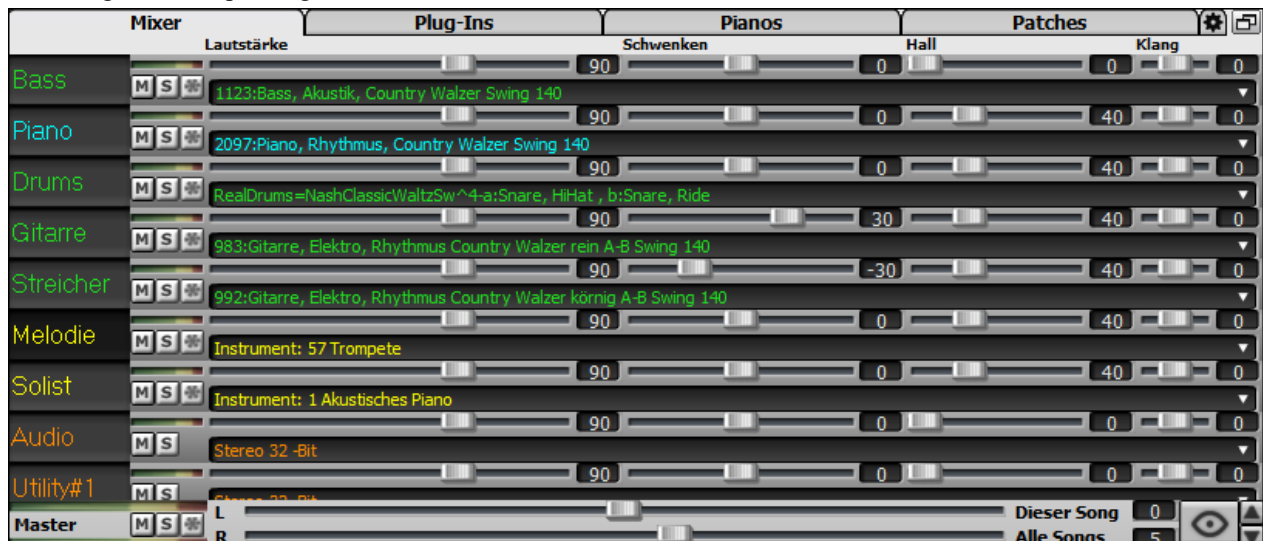 Mixer Plug-Ins Pianos Patches
Lautstärke Schwenken Hall Klang
Bass M S 90 0 0 0
1123:Bass, Akustik, Country Walzer Swing 140
Piano M S 90 0 40 0
2097:Piano, Rhythmus, Country Walzer Swing 140
Drums M S 90 0 40 0
RealDrums=NashClassicWaltzSw^4-a:Snare, HiHat , b:Snare, Ride
Gitarre M S 90 30 40 0
983:Gitarre, Elektro, Rhythmus Country Walzer rein A-B Swing 140
Streicher M S 90 -30 40 0
992:Gitarre, Elektro, Rhythmus Country Walzer körnig A-B Swing 140
Melodie M S 90 0 40 0
Instrument: 57 Trompete
Solist M S 90 0 40 0
Instrument: 1 Akustisches Piano
Audio M S 90 0 0 0
Stereo 32 -Bit
Utility#1 M S 90 0 0 0
Stereo 32 -Bit
Master M S L Dieser Song 0
R Alle Songs 5